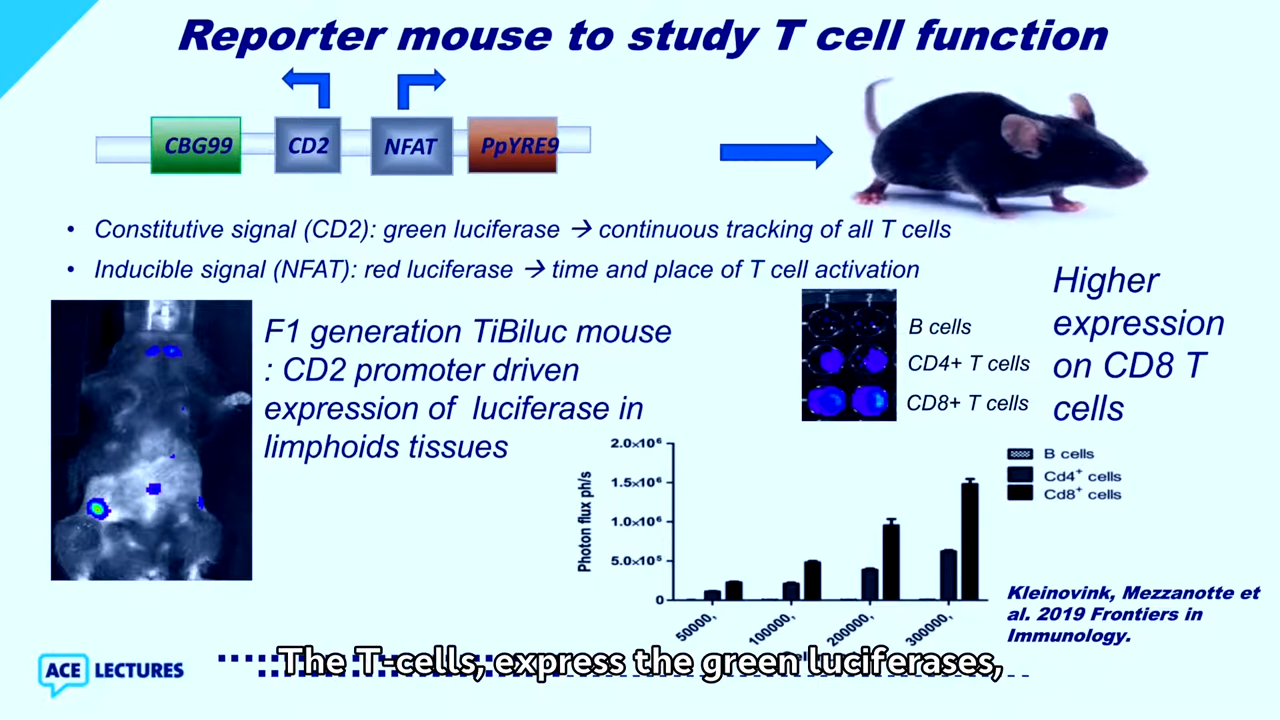 Reporter mouse to study T cell function
CBG99 CD2 NFAT PpYRE9
• Constitutive signal (CD2): green luciferase → continuous tracking of all T cells
• Inducible signal (NFAT): red luciferase → time and place of T cell activation
F1 generation TiBiluc mouse
: CD2 promoter driven
expression of luciferase in
limphoids tissues
1 2
B cells
CD4+ T cells
CD8+ T cells
Higher
expression
on CD8 T
cells
Photon flux ph/s
2.0×10⁶
1.5×10⁶
1.0×10⁶
5.0×10⁵
0
50000,
100000,
200000,
300000,
B cells
Cd4⁺ cells
Cd8⁺ cells
Kleinovink, Mezzanotte et
al. 2019 Frontiers in
Immunology.
ACE LECTURES
The T-cells, express the green luciferases,